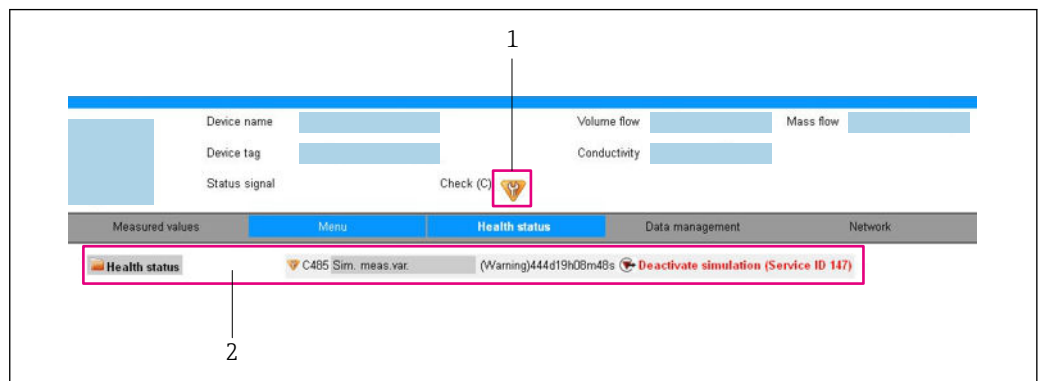 1
Device name Volume flow Mass flow
Device tag Conductivity
Status signal Check (C)
Measured values Menu Health status Data management Network
Health status C485 Sim. meas.var. (Warning)444d19h08m48s Deactivate simulation (Service ID 147)
2